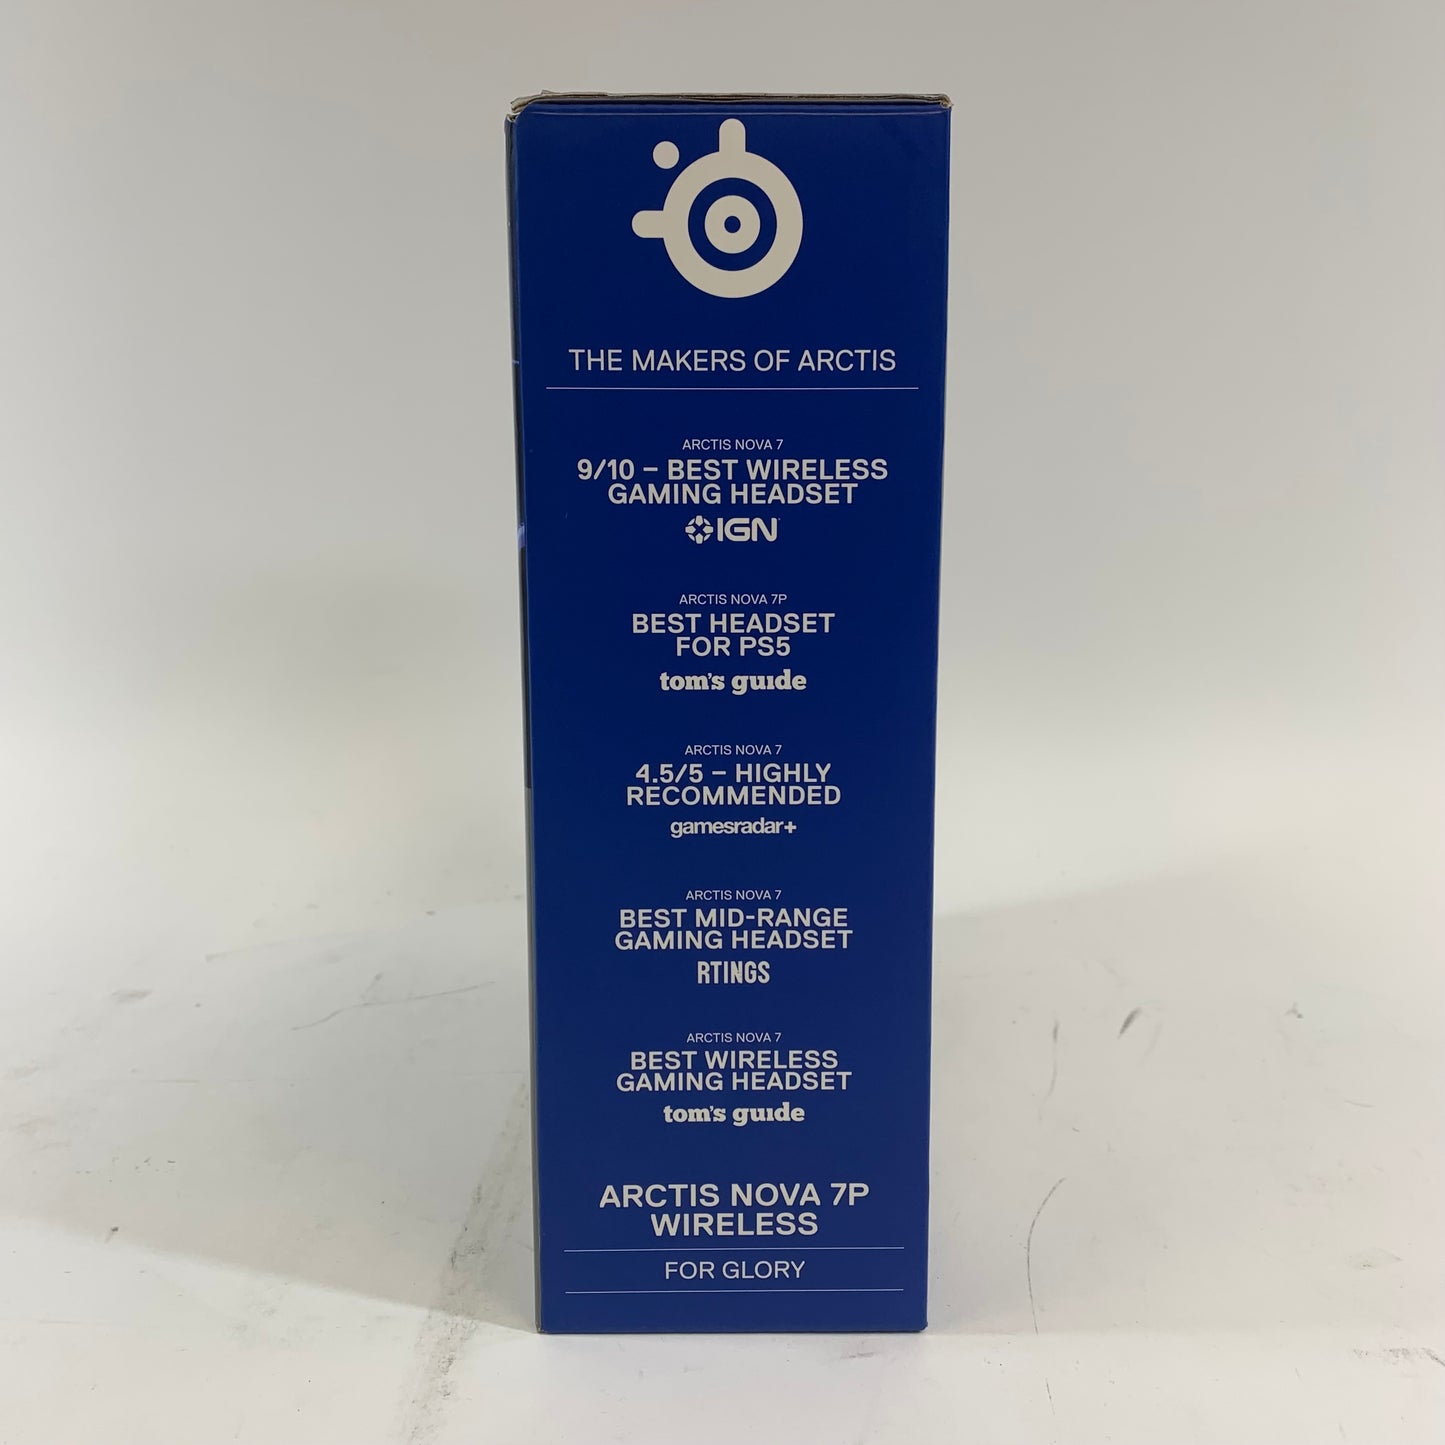 THE MAKERS OF ARCTIS
ARCTIS NOVA 7
9/10 – BEST WIRELESS
GAMING HEADSET
IGN
ARCTIS NOVA 7P
BEST HEADSET
FOR PS5
tom's guide
ARCTIS NOVA 7
4.5/5 – HIGHLY
RECOMMENDED
gamesradar+
ARCTIS NOVA 7
BEST MID-RANGE
GAMING HEADSET
RTINGS
ARCTIS NOVA 7
BEST WIRELESS
GAMING HEADSET
tom's guide
ARCTIS NOVA 7P
WIRELESS
FOR GLORY